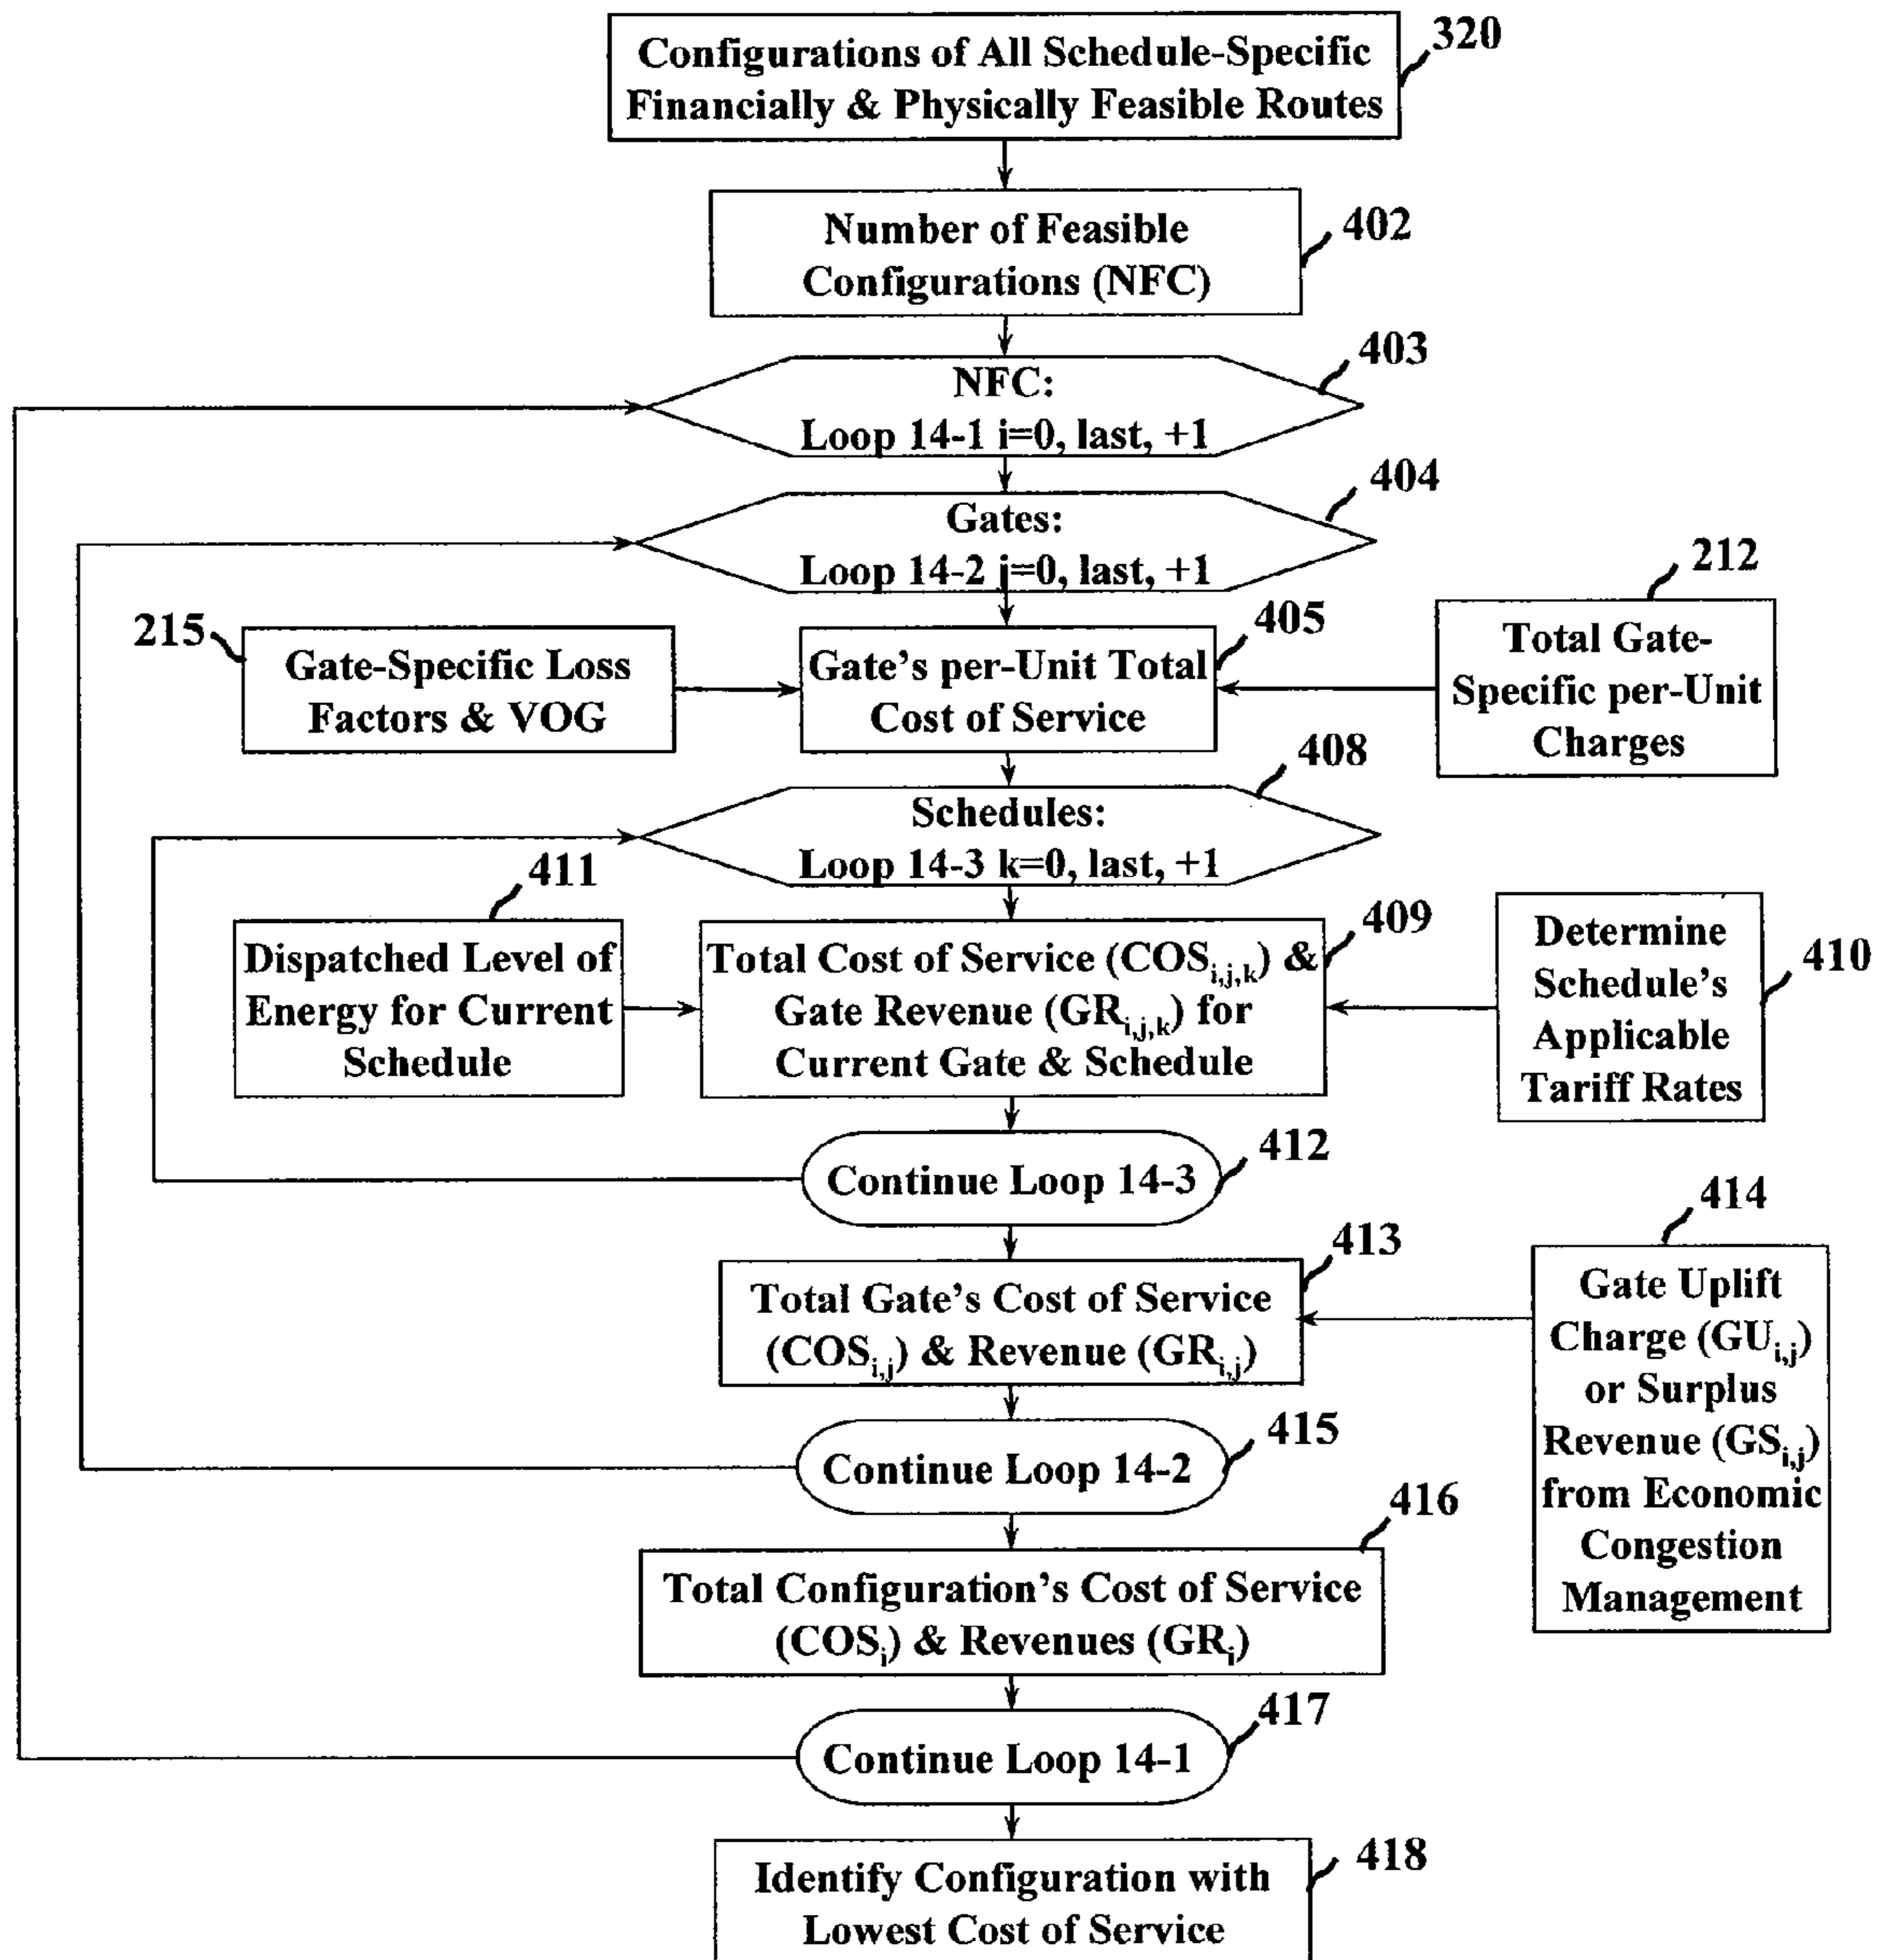 Configurations of All Schedule-Specific
Financially & Physically Feasible Routes
320
Number of Feasible
Configurations (NFC)
402
NFC:
Loop 14-1 i=0, last, +1
403
Gates:
Loop 14-2 j=0, last, +1
404
215
Gate-Specific Loss
Factors & VOG
Gate's per-Unit Total
Cost of Service
405
212
Total Gate-
Specific per-Unit
Charges
Schedules:
Loop 14-3 k=0, last, +1
408
411
Dispatched Level of
Energy for Current
Schedule
Total Cost of Service (COSi,j,k) &
Gate Revenue (GRi,j,k) for
Current Gate & Schedule
409
Determine
Schedule's
Applicable
Tariff Rates
410
Continue Loop 14-3
412
Total Gate's Cost of Service
(COSi,j) & Revenue (GRi,j)
413
414
Gate Uplift
Charge (GUi,j)
or Surplus
Revenue (GSi,j)
from Economic
Congestion
Management
Continue Loop 14-2
415
Total Configuration's Cost of Service
(COSi) & Revenues (GRi)
416
Continue Loop 14-1
417
Identify Configuration with
Lowest Cost of Service
418